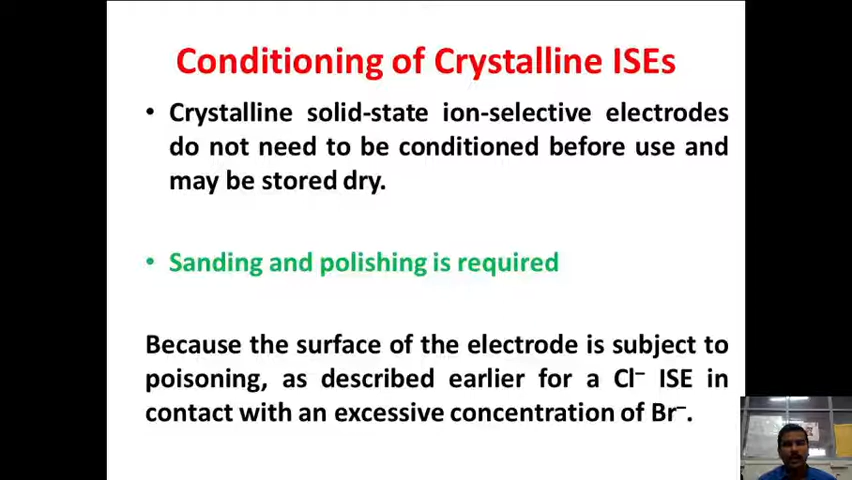 Conditioning of Crystalline ISEs
• Crystalline solid-state ion-selective electrodes
do not need to be conditioned before use and
may be stored dry.
• Sanding and polishing is required
Because the surface of the electrode is subject to
poisoning, as described earlier for a Cl⁻ ISE in
contact with an excessive concentration of Br⁻.